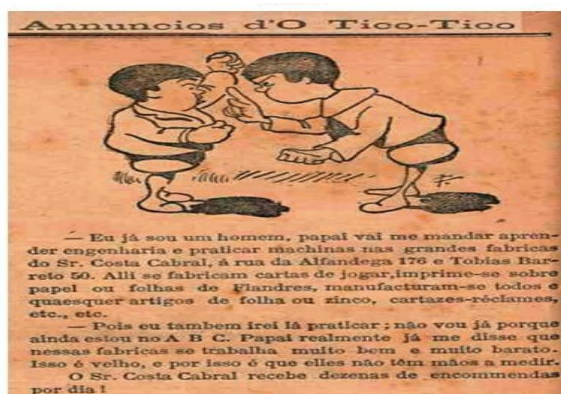 Annuncios d'O Tico-Tico
— Eu já sou um homem, papai vai me mandar apren-
der engenharia e praticar machinas nas grandes fabricas
do Sr. Costa Cabral, á rua da Alfandega 176 e Tobias Bar-
reto 50. Alli se fabricam cartas de jogar, imprime-se sobre
papel ou folhas de Flandres, manufacturam-se todos e
quaesquer artigos de folha ou zinco, cartazes-réclames,
etc., etc.
— Pois eu tambem irei lá praticar; não vou já porque
ainda estou no A B C. Papai realmente já me disse que
nessas fabricas se trabalha muito bem e muito barato.
Isso é velho, e por isso é que elles não têm mãos a medir.
O Sr. Costa Cabral recebe dezenas de encommendas
por dia!